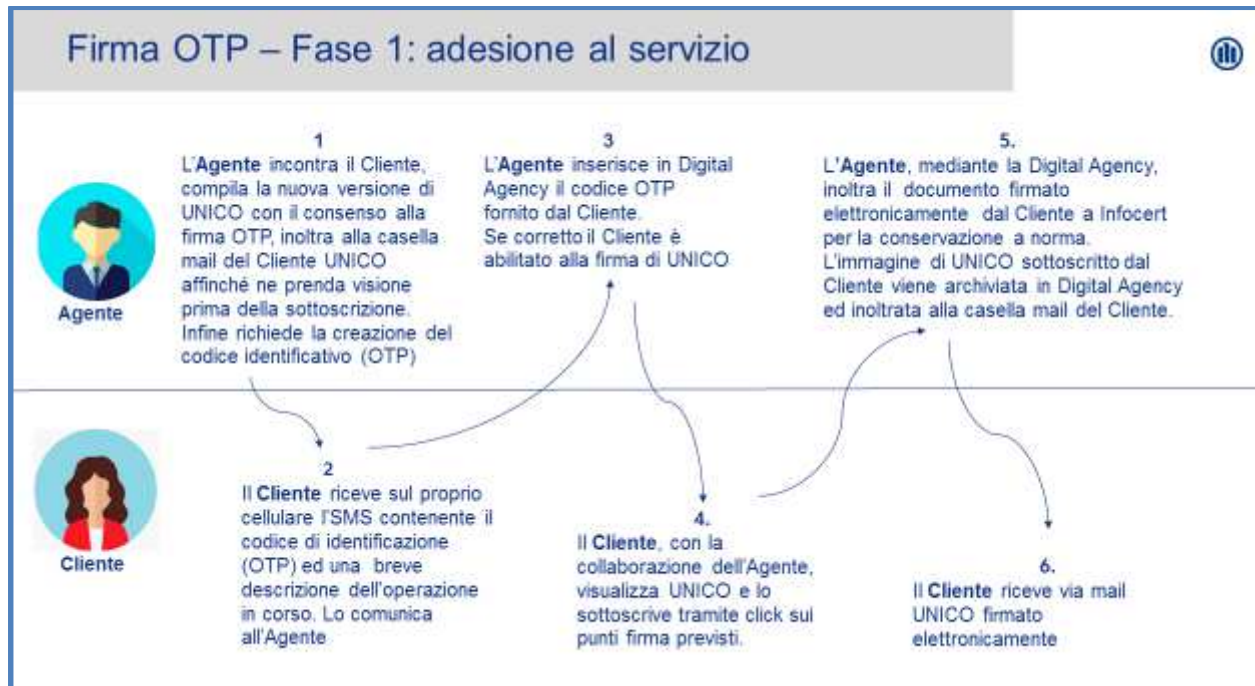 Firma OTP – Fase 1: adesione al servizio
1
L'Agente incontra il Cliente,
compila la nuova versione di
UNICO con il consenso alla
firma OTP, inoltra alla casella
mail del Cliente UNICO
affinché ne prenda visione
prima della sottoscrizione.
Infine richiede la creazione del
codice identificativo (OTP)
3
L'Agente inserisce in Digital
Agency il codice OTP
fornito dal Cliente.
Se corretto il Cliente è
abilitato alla firma di UNICO
5.
L'Agente, mediante la Digital Agency,
inoltra il documento firmato
elettronicamente dal Cliente a Infocert
per la conservazione a norma.
L'immagine di UNICO sottoscritto dal
Cliente viene archiviata in Digital Agency
ed inoltrata alla casella mail del Cliente.
Agente
2
Il Cliente riceve sul proprio
cellulare l'SMS contenente il
codice di identificazione
(OTP) ed una breve
descrizione dell'operazione
in corso. Lo comunica
all'Agente
4.
Il Cliente, con la
collaborazione dell'Agente,
visualizza UNICO e lo
sottoscrive tramite click sui
punti firma previsti.
6.
Il Cliente riceve via mail
UNICO firmato
elettronicamente
Cliente